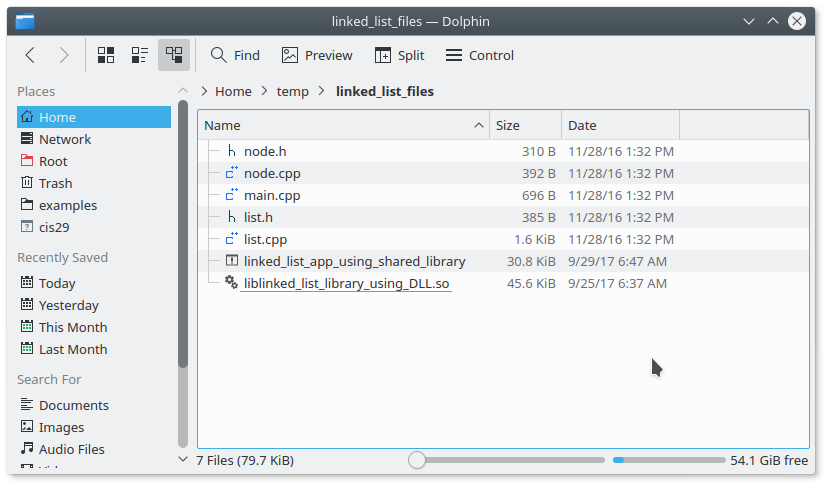 linked_list_files — Dolphin
Find Preview Split Control
Places
Home
Network
Root
Trash
examples
cis29
Recently Saved
Today
Yesterday
This Month
Last Month
Search For
Documents
Images
Audio Files
Home temp linked_list_files
Name Size Date
node.h 310 B 11/28/16 1:32 PM
node.cpp 392 B 11/28/16 1:32 PM
main.cpp 696 B 11/28/16 1:32 PM
list.h 385 B 11/28/16 1:32 PM
list.cpp 1.6 KiB 11/28/16 1:32 PM
linked_list_app_using_shared_library 30.8 KiB 9/29/17 6:47 AM
liblinked_list_library_using_DLL.so 45.6 KiB 9/25/17 6:37 AM
7 Files (79.7 KiB) 54.1 GiB free